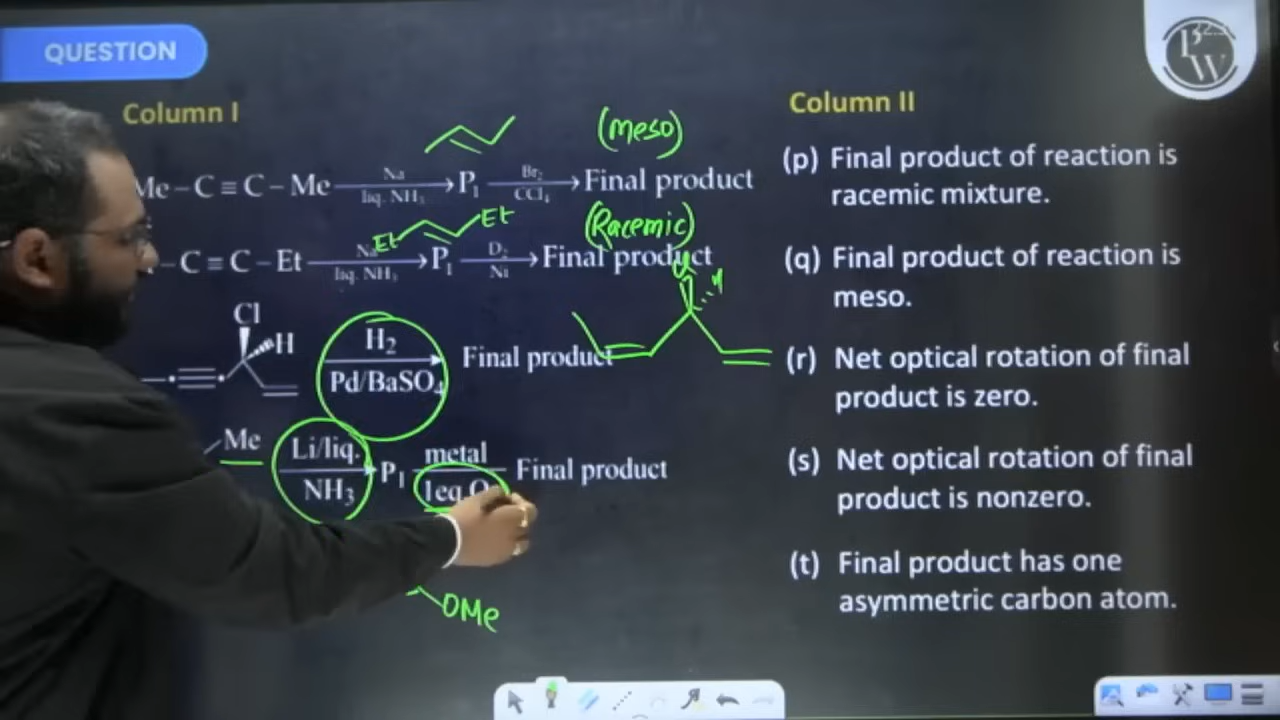 QUESTION
Column I
(Meso)
Me – C ≡ C – Me Na liq. NH3 P1 Br2 CCl4 Final product
Et Et (Racemic)
– C ≡ C – Et Na liq. NH3 P1 D2 Ni Final product
Cl
H
H2 Pd/BaSO4 Final product
Me Li/liq. NH3 P1 metal 1eq.O Final product
OMe
Column II
(p) Final product of reaction is
racemic mixture.
(q) Final product of reaction is
meso.
(r) Net optical rotation of final
product is zero.
(s) Net optical rotation of final
product is nonzero.
(t) Final product has one
asymmetric carbon atom.